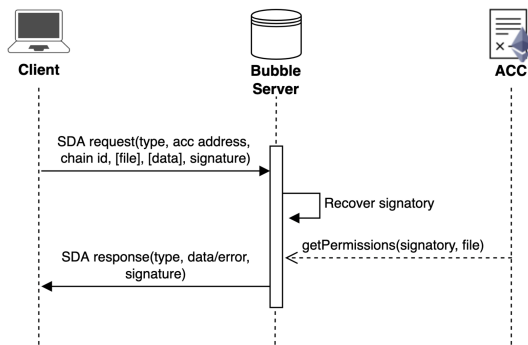 Client
Bubble
Server
ACC
SDA request(type, acc address,
chain id, [file], [data], signature)
Recover signatory
getPermissions(signatory, file)
SDA response(type, data/error,
signature)